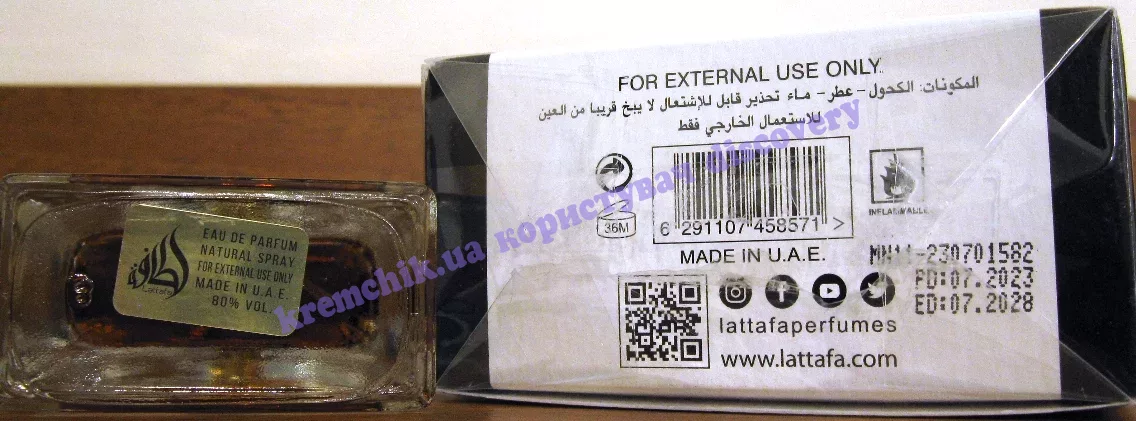 لطافة
Lattafa
EAU DE PARFUM
NATURAL SPRAY
FOR EXTERNAL USE ONLY
MADE IN U.A.E.
80% VOL.
FOR EXTERNAL USE ONLY
المكونات: الكحول - عطر - ماء تحذير قابل للإشتعال لا يبخ قريبا من العين
للاستعمال الخارجي فقط
36M
6 291107 458571 >
INFLAMMABLE
MADE IN U.A.E.
-230701582
PD:07.2023
ED:07.2028
lattafaperfumes
www.lattafa.com
kremchik.ua користувач discovery